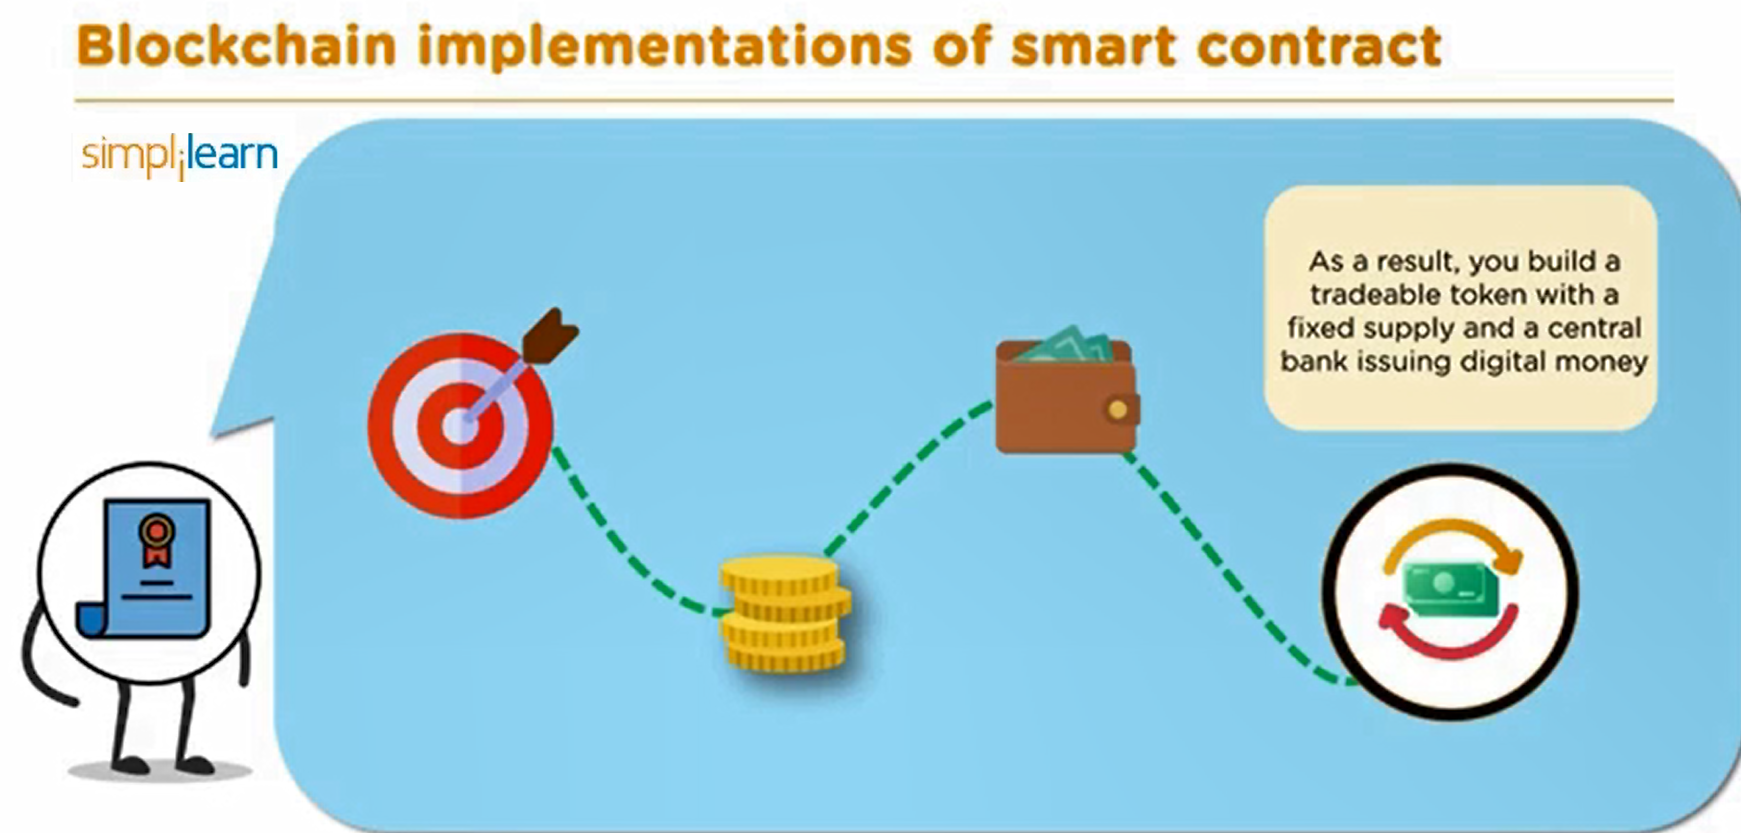 Blockchain implementations of smart contract
simplilearn
As a result, you build a
tradeable token with a
fixed supply and a central
bank issuing digital money